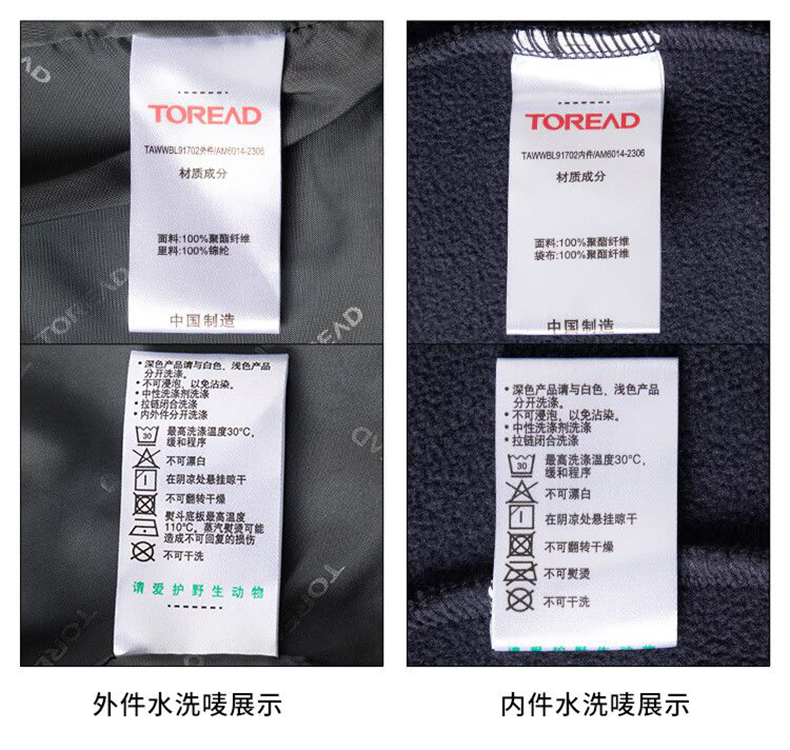 TOREAD
TAWWBL91702外件/AM6014-2306
材质成分
面料:100%聚酯纤维
里料:100%锦纶
中国制造
TOREAD
TOREAD
• 深色产品请与白色、浅色产品
分开洗涤。
• 不可浸泡，以免沾染。
• 中性洗涤剂洗涤
• 拉链闭合洗涤
• 内外件分开洗涤
30
最高洗涤温度30℃，
缓和程序
不可漂白
在阴凉处悬挂晾干
不可翻转干燥
熨斗底板最高温度
110℃，蒸汽熨烫可能
造成不可回复的损伤
不可干洗
请爱护野生动物
TOREAD
TOREAD
外件水洗唛展示
TOREAD
TAWWBL91702内件/AM6014-2306
材质成分
面料:100%聚酯纤维
袋布:100%聚酯纤维
中国制造
• 深色产品请与白色、浅色产品
分开洗涤。
• 不可浸泡，以免沾染。
• 中性洗涤剂洗涤
• 拉链闭合洗涤
30
最高洗涤温度30℃，
缓和程序
不可漂白
在阴凉处悬挂晾干
不可翻转干燥
不可熨烫
不可干洗
内件水洗唛展示